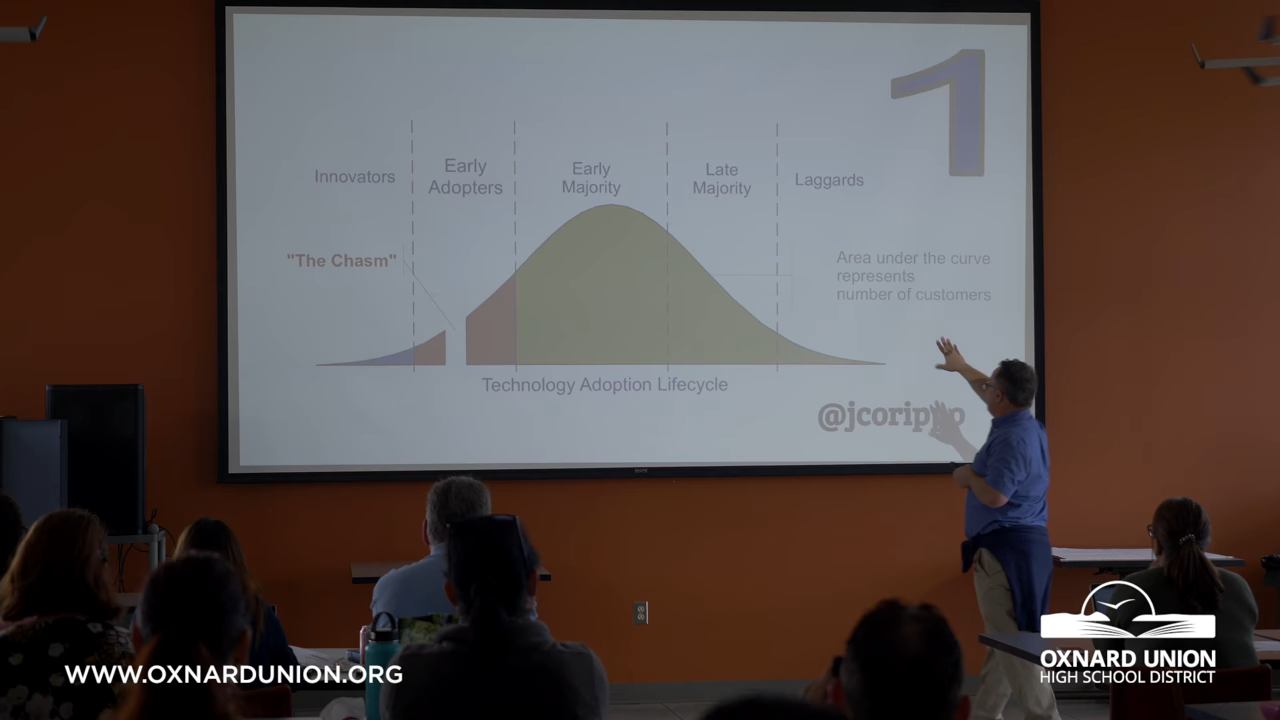 1
Innovators
Early
Adopters
Early
Majority
Late
Majority
Laggards
"The Chasm"
Area under the curve
represents
number of customers
Technology Adoption Lifecycle
WWW.OXNARDUNION.ORG
OXNARD UNION
HIGH SCHOOL DISTRICT